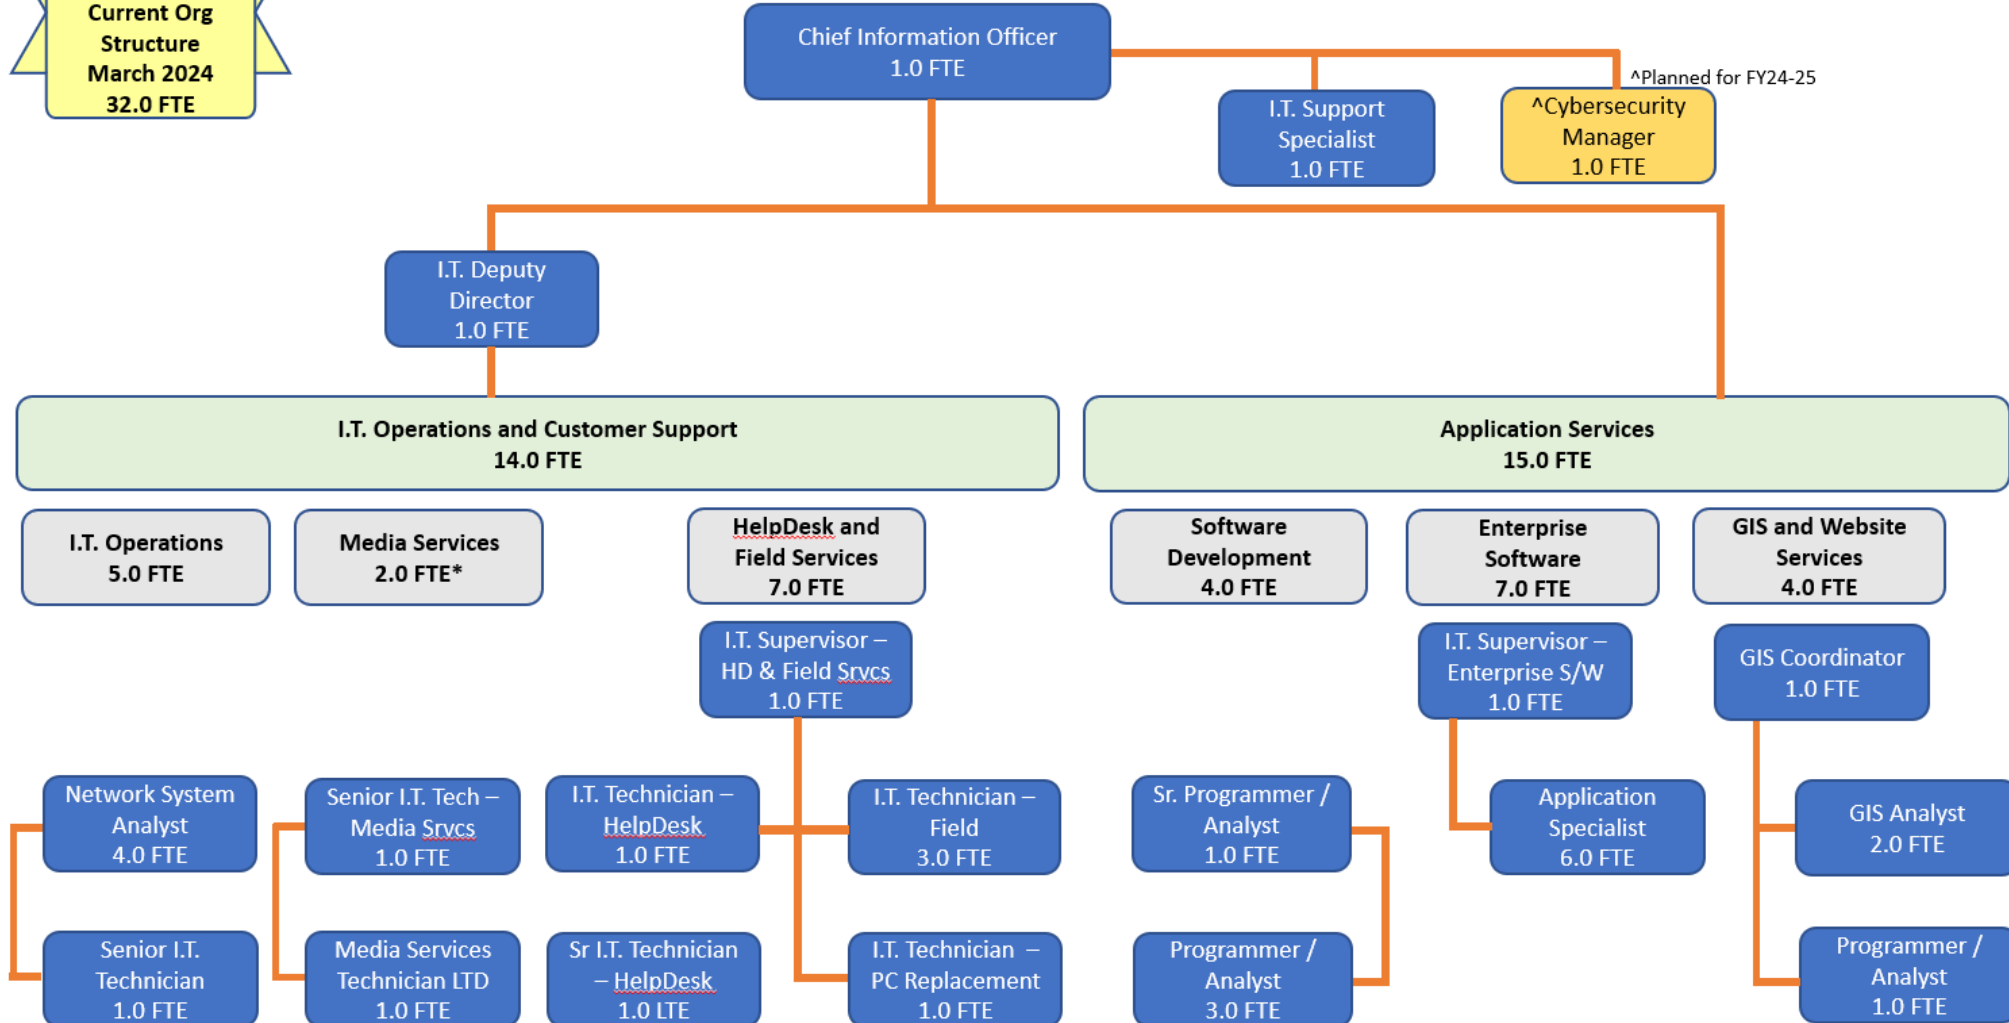 Current Org
Structure
March 2024
32.0 FTE
Chief Information Officer
1.0 FTE
^Planned for FY24-25
I.T. Support
Specialist
1.0 FTE
^Cybersecurity
Manager
1.0 FTE
I.T. Deputy
Director
1.0 FTE
I.T. Operations and Customer Support
14.0 FTE
Application Services
15.0 FTE
I.T. Operations
5.0 FTE
Media Services
2.0 FTE*
HelpDesk and
Field Services
7.0 FTE
Software
Development
4.0 FTE
Enterprise
Software
7.0 FTE
GIS and Website
Services
4.0 FTE
I.T. Supervisor –
HD & Field Srvcs
1.0 FTE
I.T. Supervisor –
Enterprise S/W
1.0 FTE
GIS Coordinator
1.0 FTE
Network System
Analyst
4.0 FTE
Senior I.T. Tech –
Media Srvcs
1.0 FTE
I.T. Technician –
HelpDesk
1.0 FTE
I.T. Technician –
Field
3.0 FTE
Sr. Programmer /
Analyst
1.0 FTE
Application
Specialist
6.0 FTE
GIS Analyst
2.0 FTE
Senior I.T.
Technician
1.0 FTE
Media Services
Technician LTD
1.0 FTE
Sr I.T. Technician
– HelpDesk
1.0 LTE
I.T. Technician –
PC Replacement
1.0 FTE
Programmer /
Analyst
3.0 FTE
Programmer /
Analyst
1.0 FTE